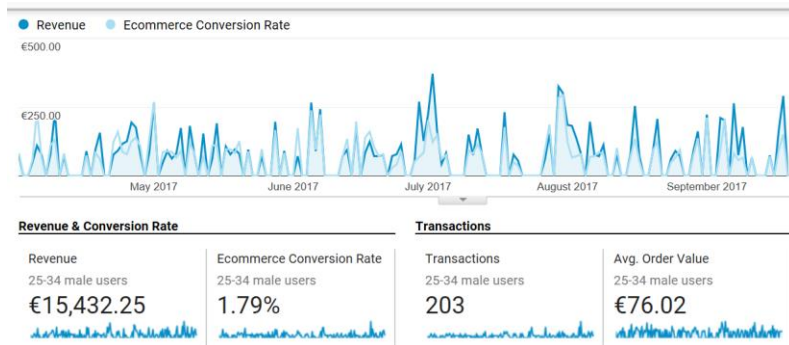 Revenue Ecommerce Conversion Rate
€500.00
€250.00
May 2017 June 2017 July 2017 August 2017 September 2017
Revenue & Conversion Rate
Transactions
Revenue
25-34 male users
€15,432.25
Ecommerce Conversion Rate
25-34 male users
1.79%
Transactions
25-34 male users
203
Avg. Order Value
25-34 male users
€76.02